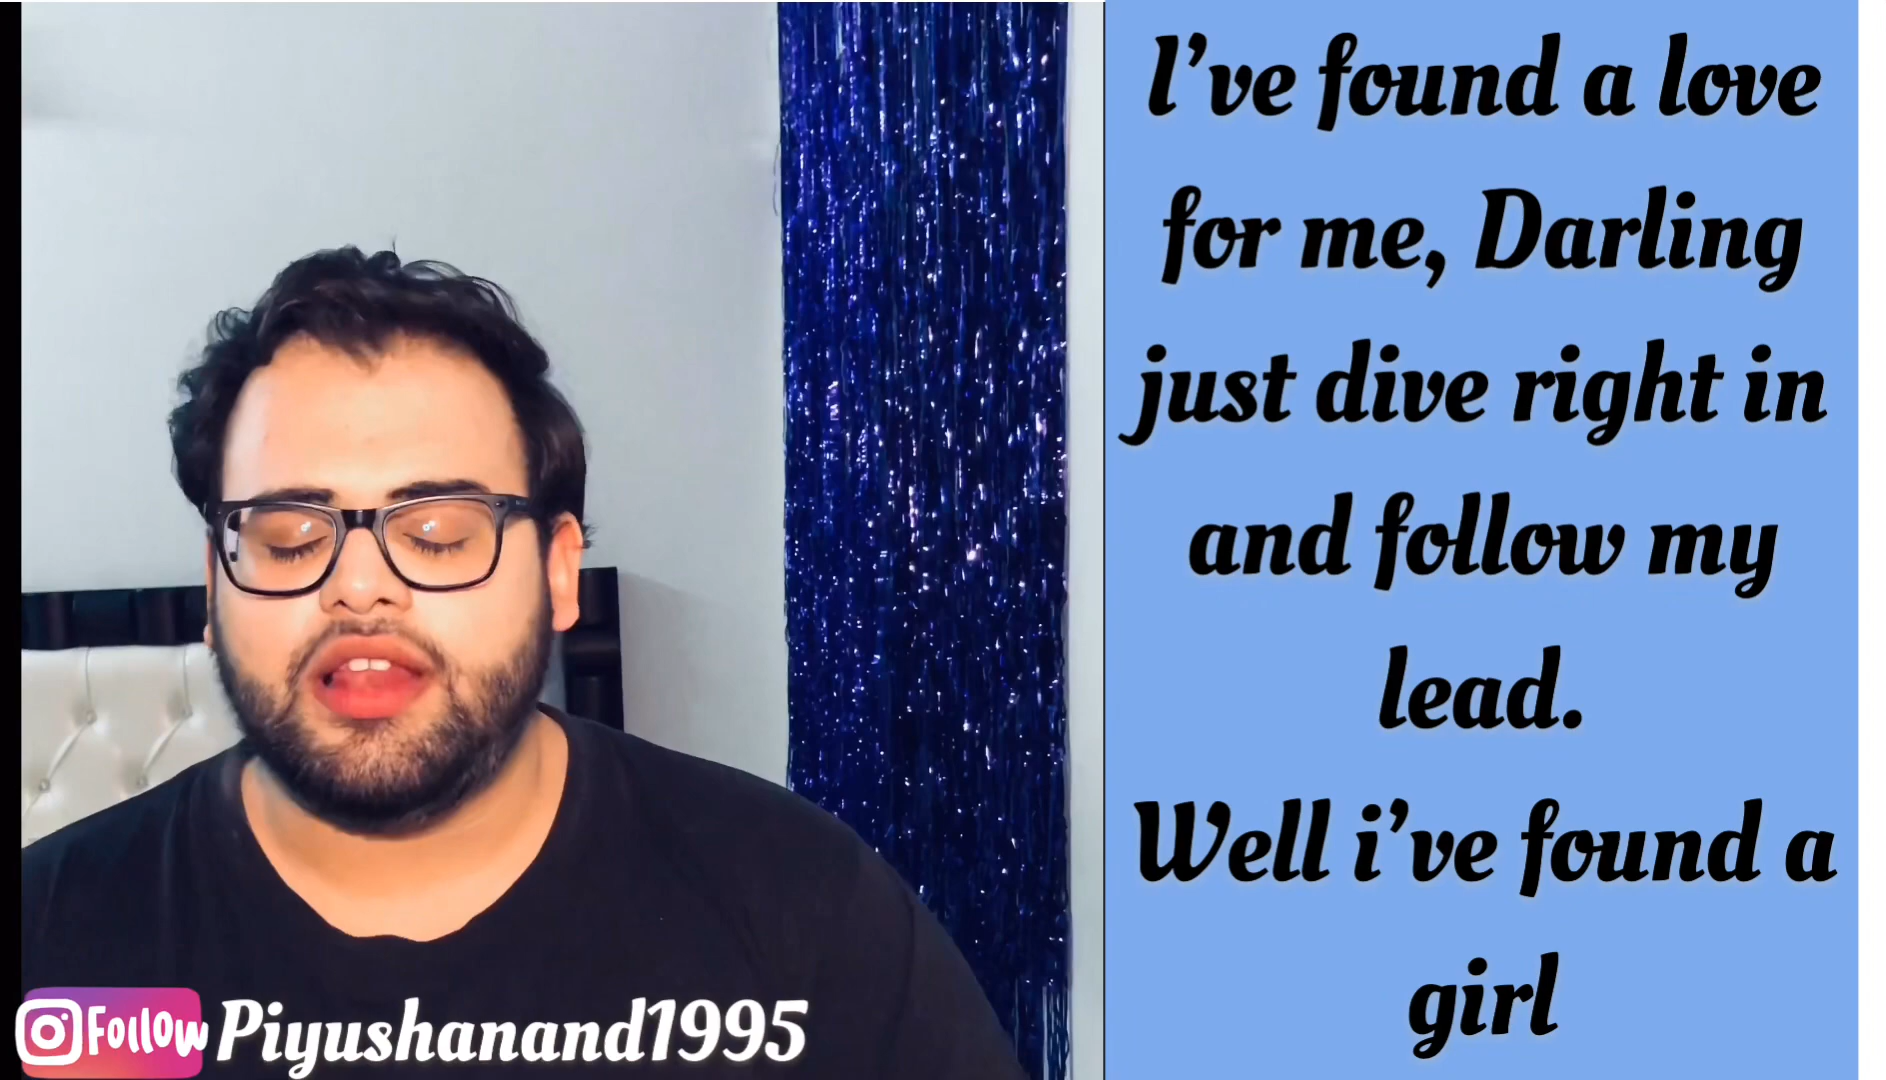 I've found a love
for me, Darling
just dive right in
and follow my
lead.
Well i've found a
girl
Follow Piyushanand1995